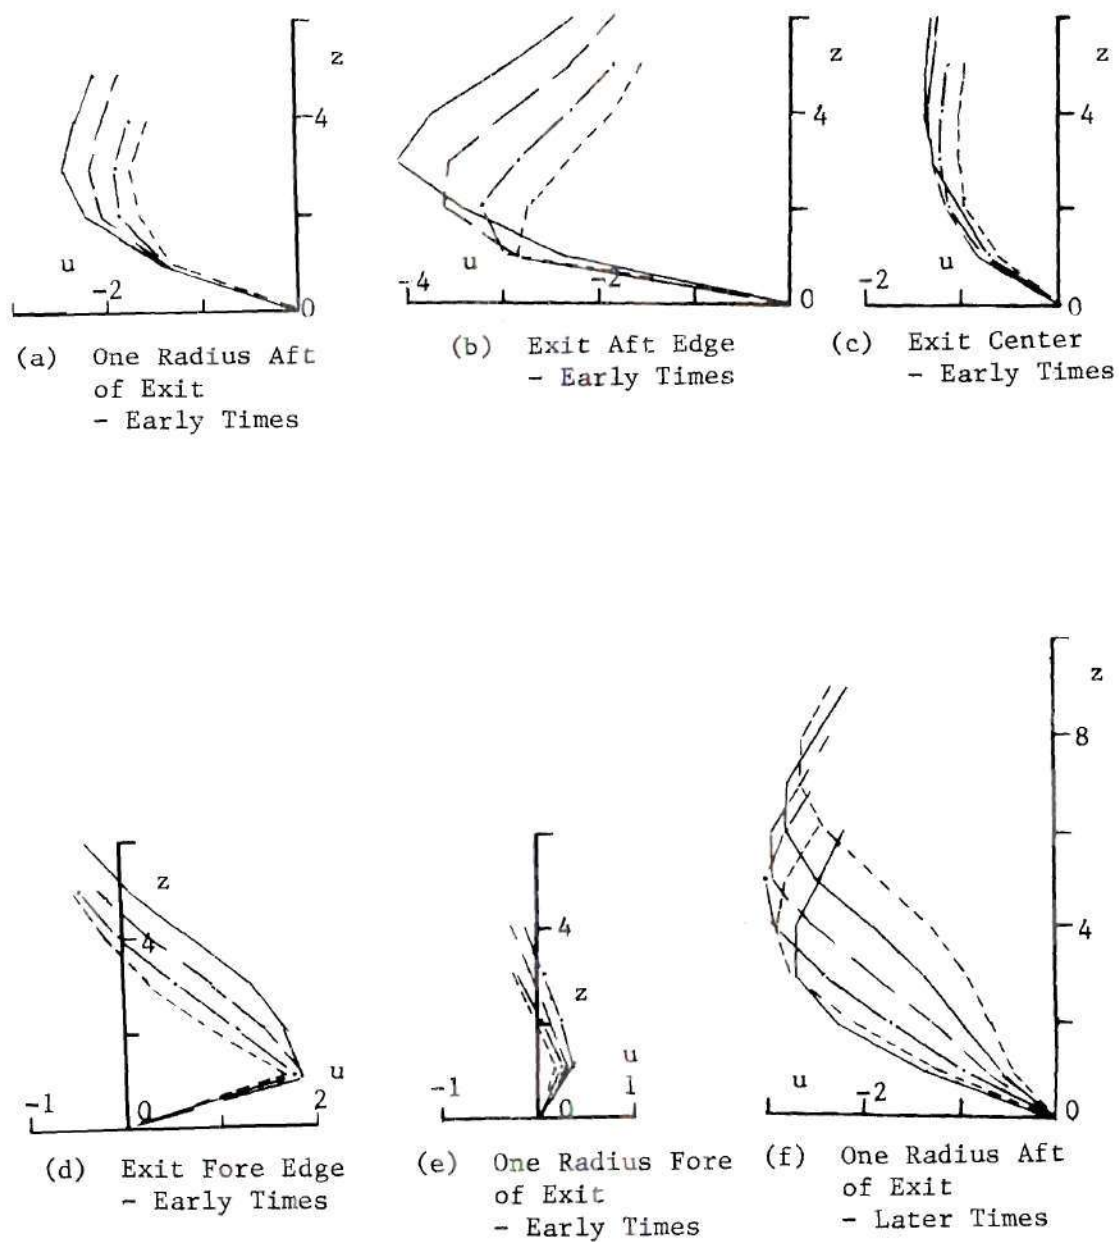 z
4
u
-2
0
(a) One Radius Aft
of Exit
- Early Times
z
4
-4
u
-2
0
(b) Exit Aft Edge
- Early Times
z
4
-2
u
0
(c) Exit Center
- Early Times
z
4
u
-1
0
2
(d) Exit Fore Edge
- Early Times
4
z
u
-1
0
1
(e) One Radius Fore
of Exit
- Early Times
z
8
4
u
-2
0
(f) One Radius Aft
of Exit
- Later Times